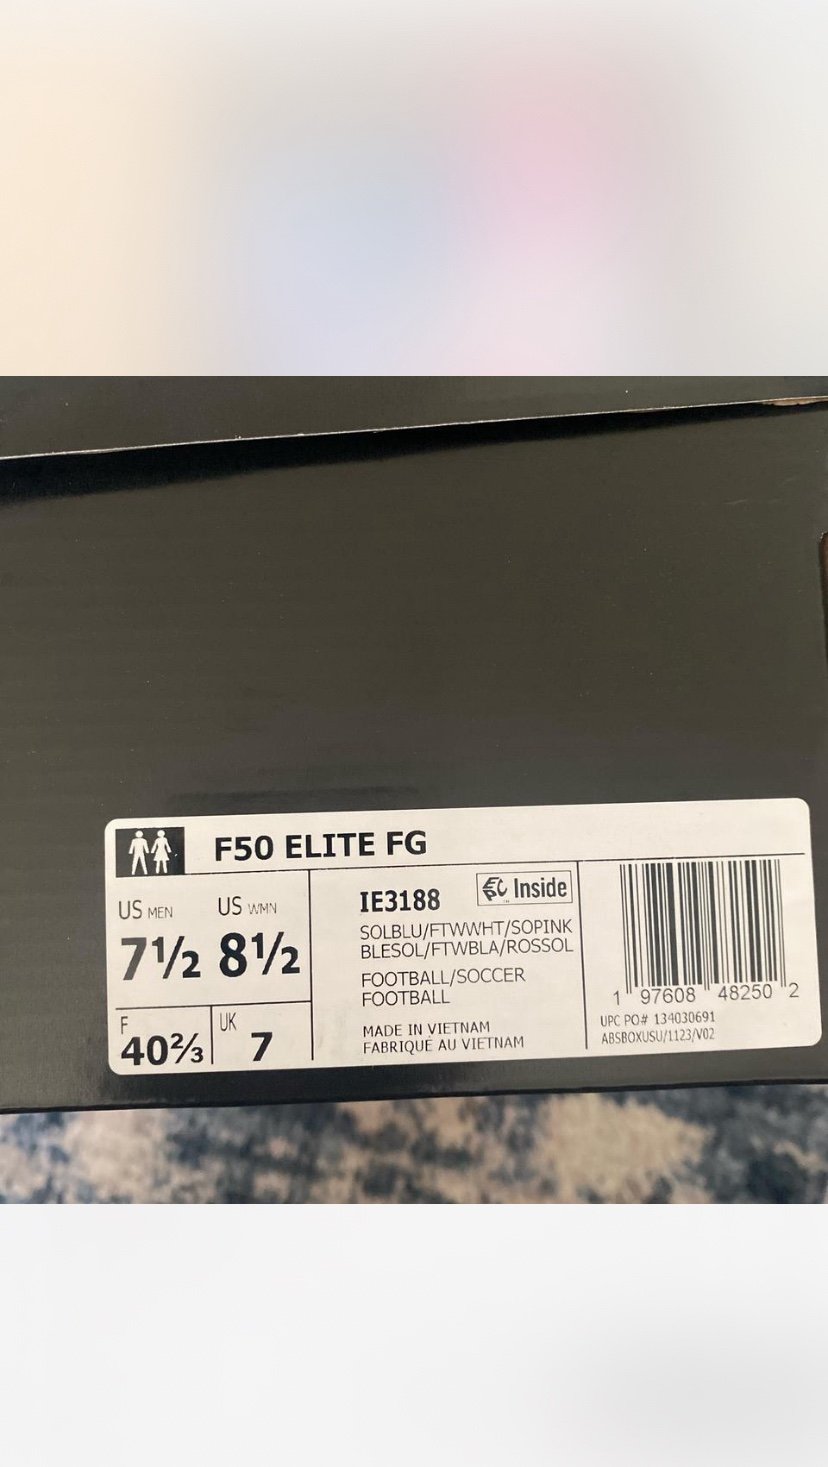 F50 ELITE FG
US MEN US WMN
7½ 8½
F 40⅔
UK 7
IE3188
EPC Inside
SOLBLU/FTWWHT/SOPINK
BLESOL/FTWBLA/ROSSOL
FOOTBALL/SOCCER
FOOTBALL
MADE IN VIETNAM
FABRIQUÉ AU VIETNAM
1 97608 48250 2
UPC PO# 134030691
ABSBOXUSU/1123/V02